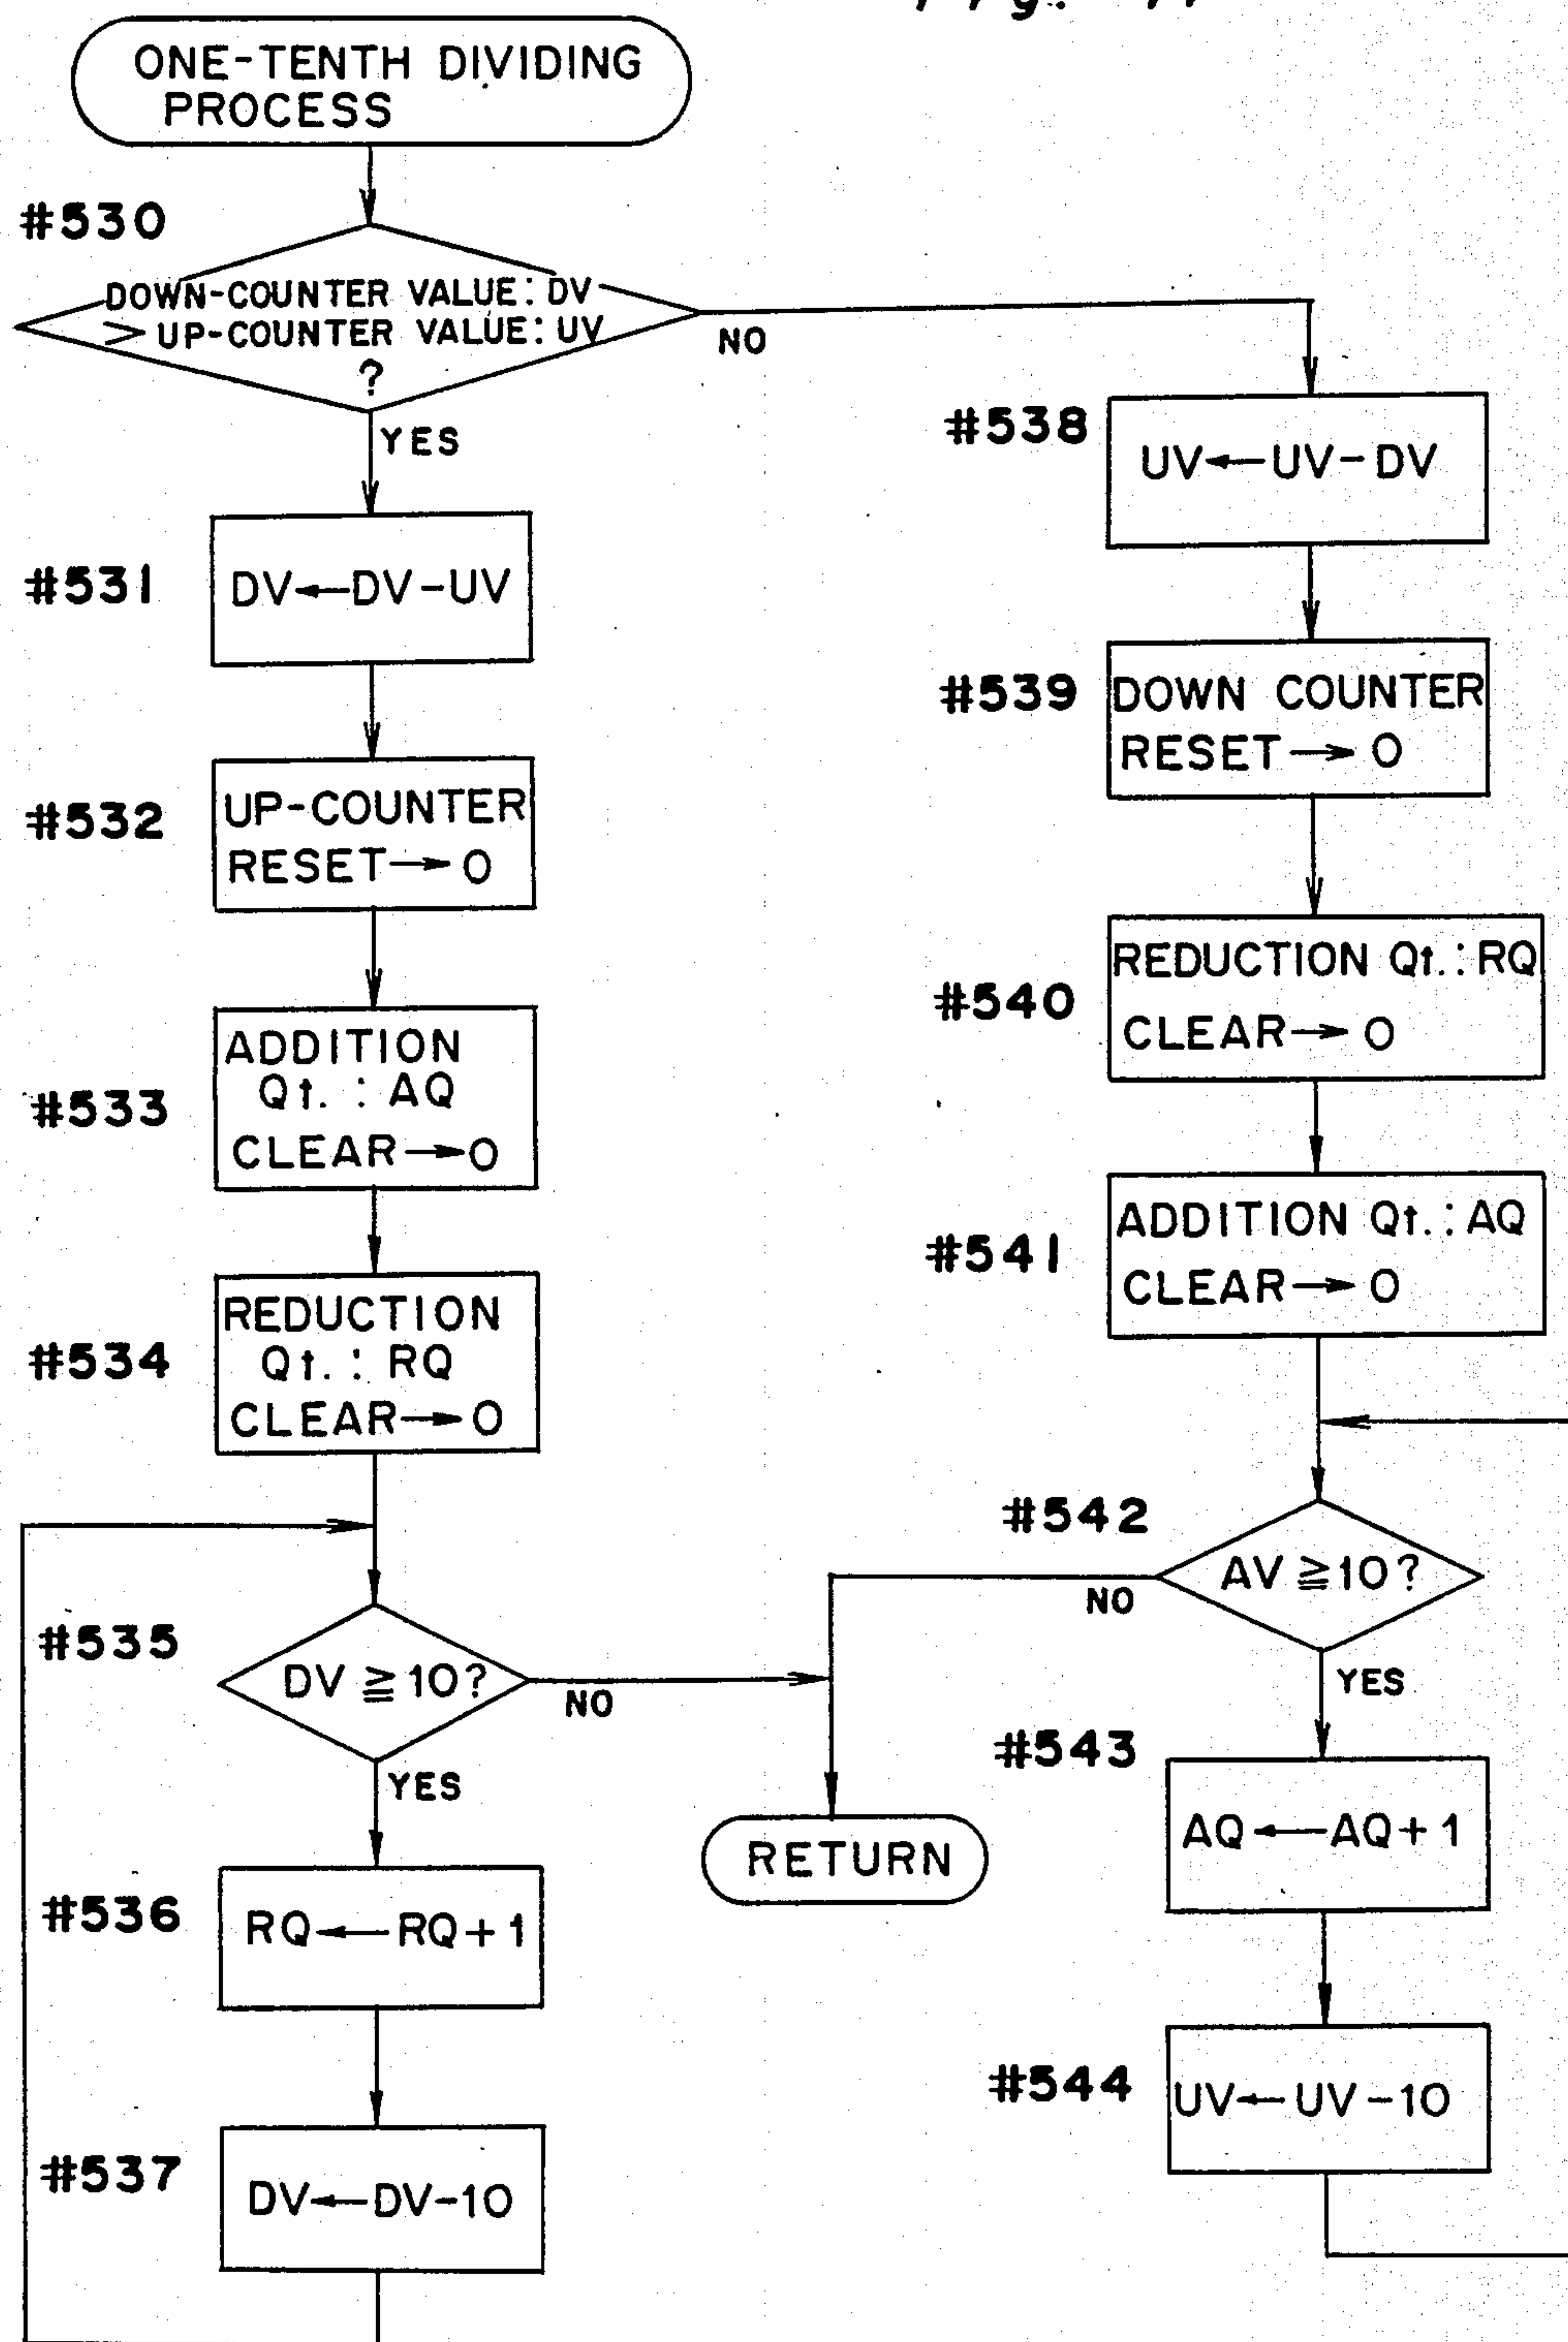 ONE-TENTH DIVIDING
PROCESS
#530
DOWN-COUNTER VALUE: DV
> UP-COUNTER VALUE: UV
?
NO
YES
#531
DV←DV-UV
#532
UP-COUNTER
RESET→0
#533
ADDITION
Qt. : AQ
CLEAR→0
#534
REDUCTION
Qt. : RQ
CLEAR→0
#535
DV ≧ 10?
NO
YES
#536
RQ←RQ+1
#537
DV←DV-10
RETURN
#538
UV←UV-DV
#539
DOWN COUNTER
RESET→0
#540
REDUCTION Qt.: RQ
CLEAR→0
#541
ADDITION Qt.: AQ
CLEAR→0
#542
AV ≧ 10?
NO
YES
#543
AQ←AQ+1
#544
UV←UV-10